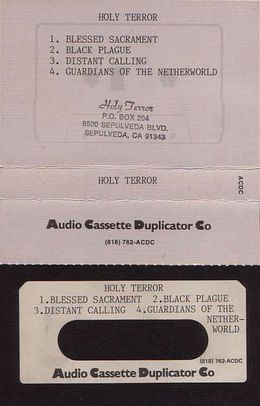 HOLY TERROR
1. BLESSED SACRAMENT
2. BLACK PLAGUE
3. DISTANT CALLING
4. GUARDIANS OF THE NETHERWORLD
Holy Terror
P.O. BOX 204
8500 SEPULVEDA BLVD.
SEPULVEDA, CA 91343
HOLY TERROR
ACDC
Audio Cassette Duplicator Co
(818) 762-ACDC
HOLY TERROR
1.BLESSED SACRAMENT 2.BLACK PLAGUE
3.DISTANT CALLING 4.GUARDIANS OF THE
NETHER-
WORLD
(818) 762-ACDC
Audio Cassette Duplicator Co